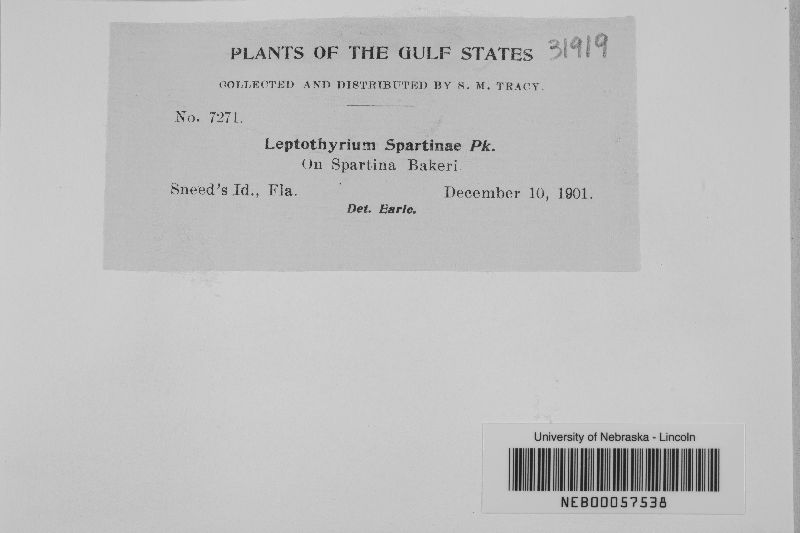 PLANTS OF THE GULF STATES 31919
COLLECTED AND DISTRIBUTED BY S. M. TRACY.
No. 7271.
Leptothyrium Spartinae Pk.
On Spartina Bakeri
Sneed's Id., Fla. December 10, 1901.
Det. Earle.
University of Nebraska - Lincoln
NEB00057538